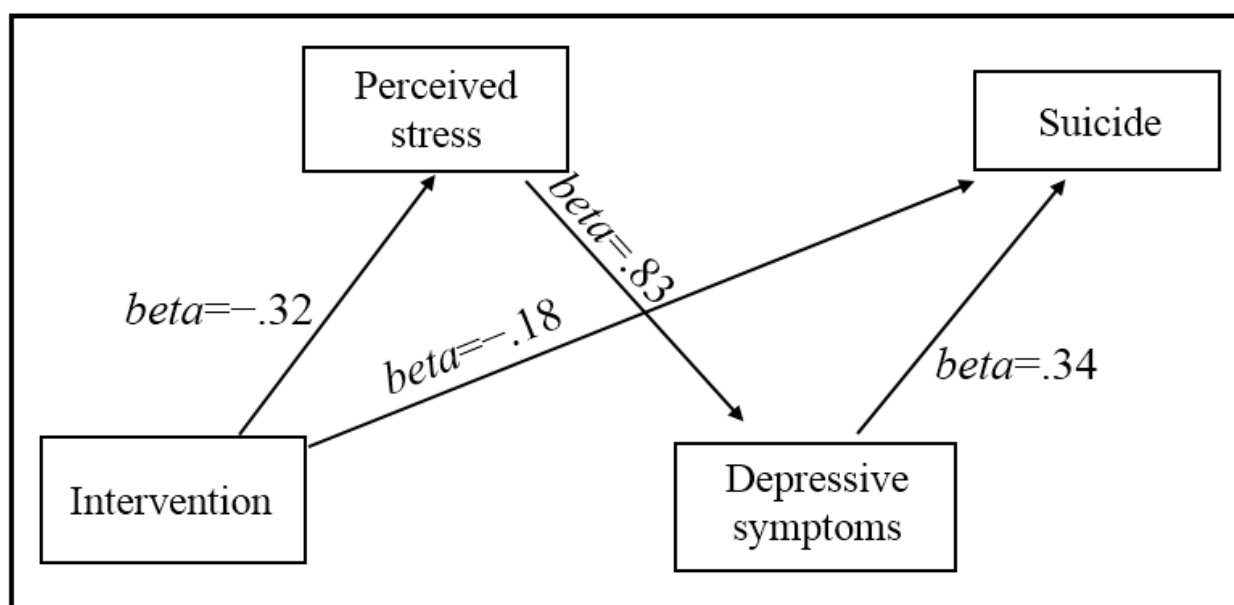 Perceived
stress
Suicide
beta=.83
beta=−.32
beta=−.18
beta=.34
Intervention
Depressive
symptoms